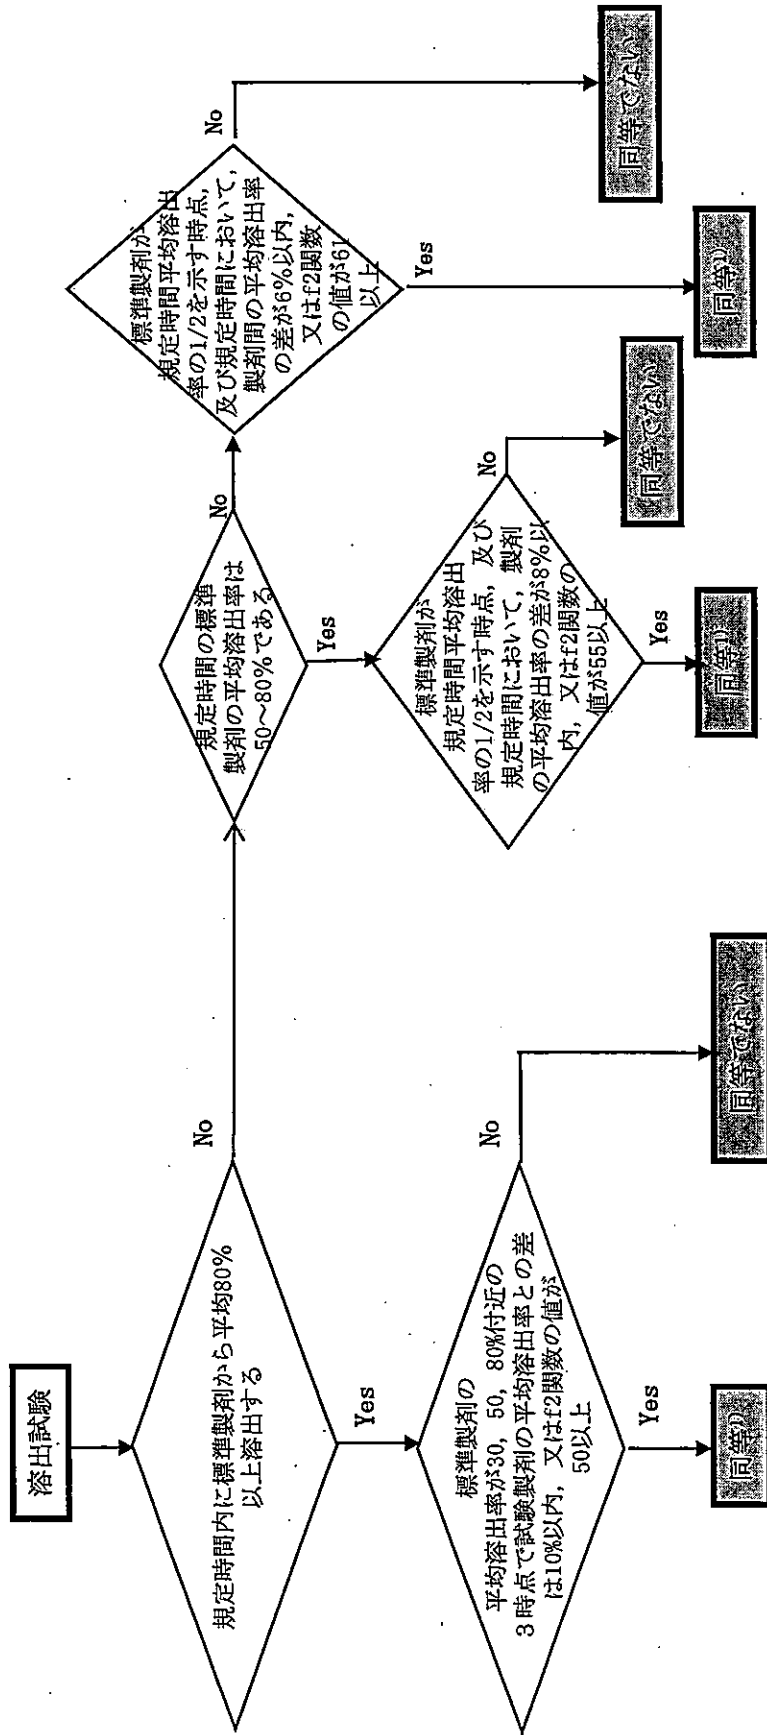 溶出試験
規定時間内に標準製剤から平均80%
以上溶出する
No
Yes
標準製剤の
平均溶出率が30, 50, 80%付近の
3時点で試験製剤の平均溶出率との差
は10%以内, 又はf2関数の値が
50以上
No
Yes
同等1)
同等でない
規定時間の標準
製剤の平均溶出率は
50~80%である
No
Yes
標準製剤が
規定時間平均溶出
率の1/2を示す時点, 及び
規定時間において, 製剤
の平均溶出率の差が8%以
内, 又はf2関数の
値が55以上
No
Yes
同等1)
同等でない
標準製剤が
規定時間平均溶出
率の1/2を示す時点,
及び規定時間において,
製剤間の平均溶出率
の差が6%以内,
又はf2関数
の値が61
以上
No
Yes
同等1)
同等でない